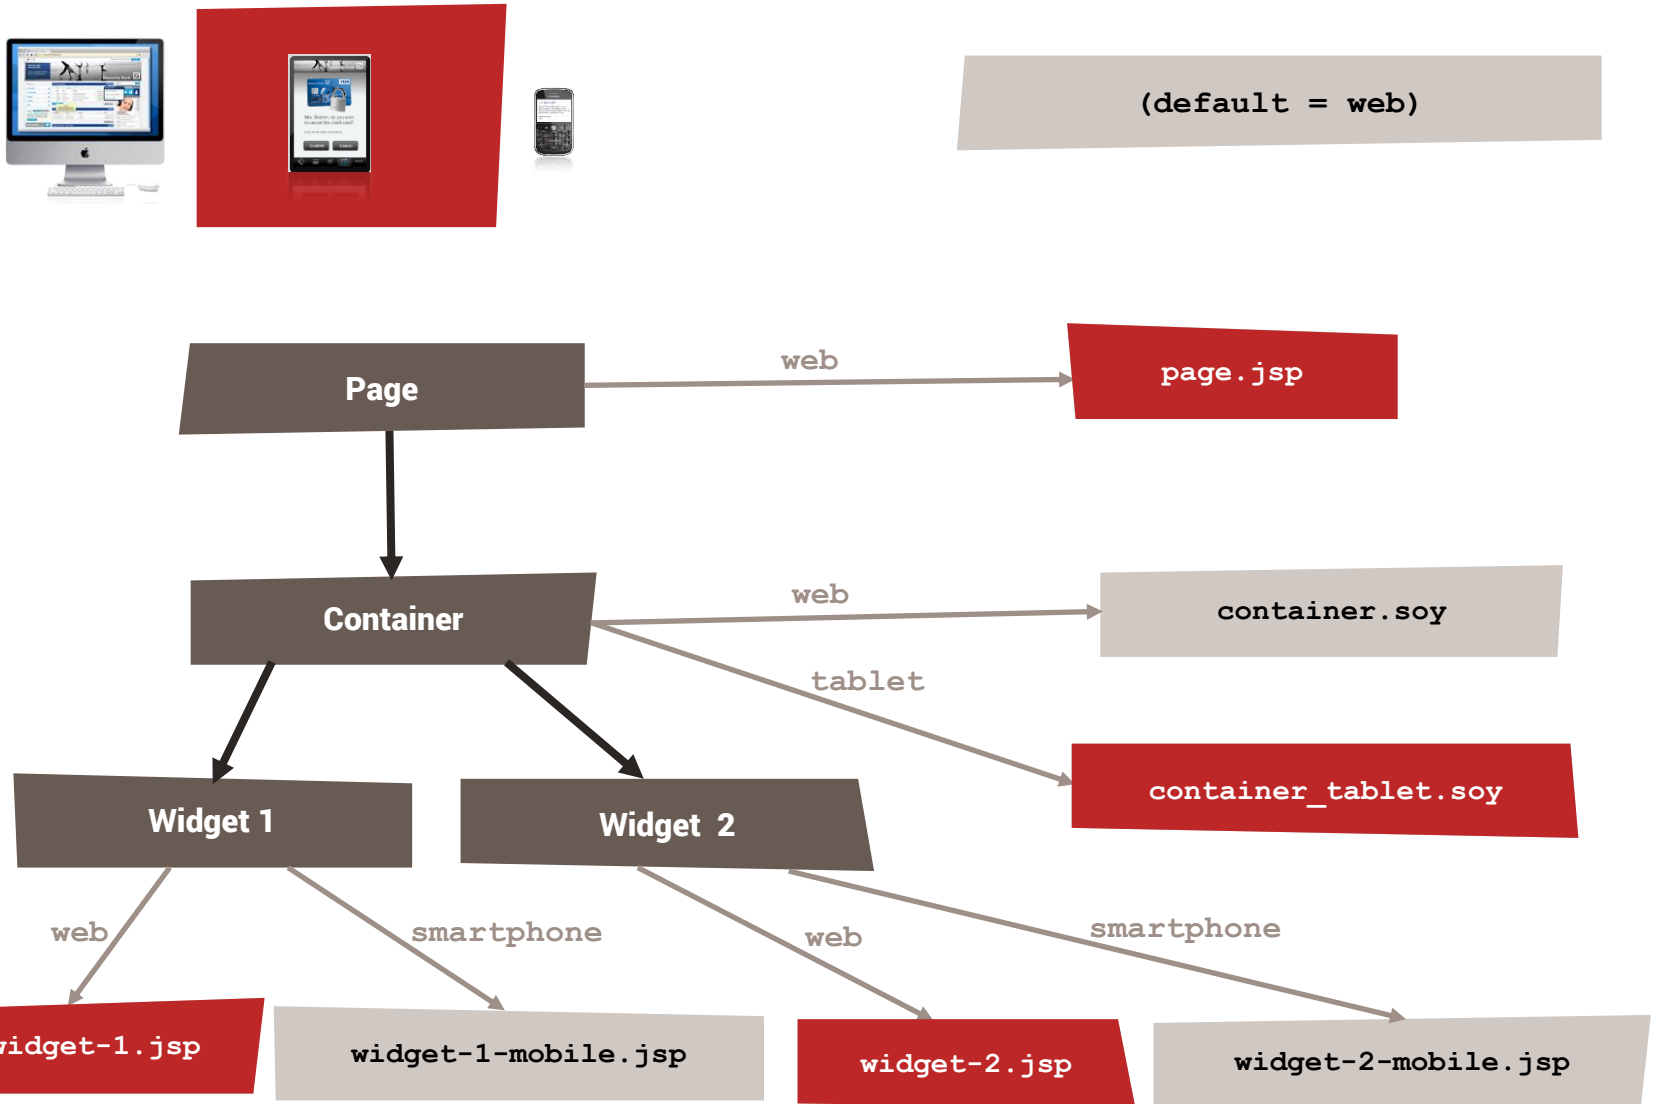 (default = web)
Page
web
page.jsp
Container
web
container.soy
tablet
container_tablet.soy
Widget 1
Widget 2
web
smartphone
web
smartphone
widget-1.jsp
widget-1-mobile.jsp
widget-2.jsp
widget-2-mobile.jsp